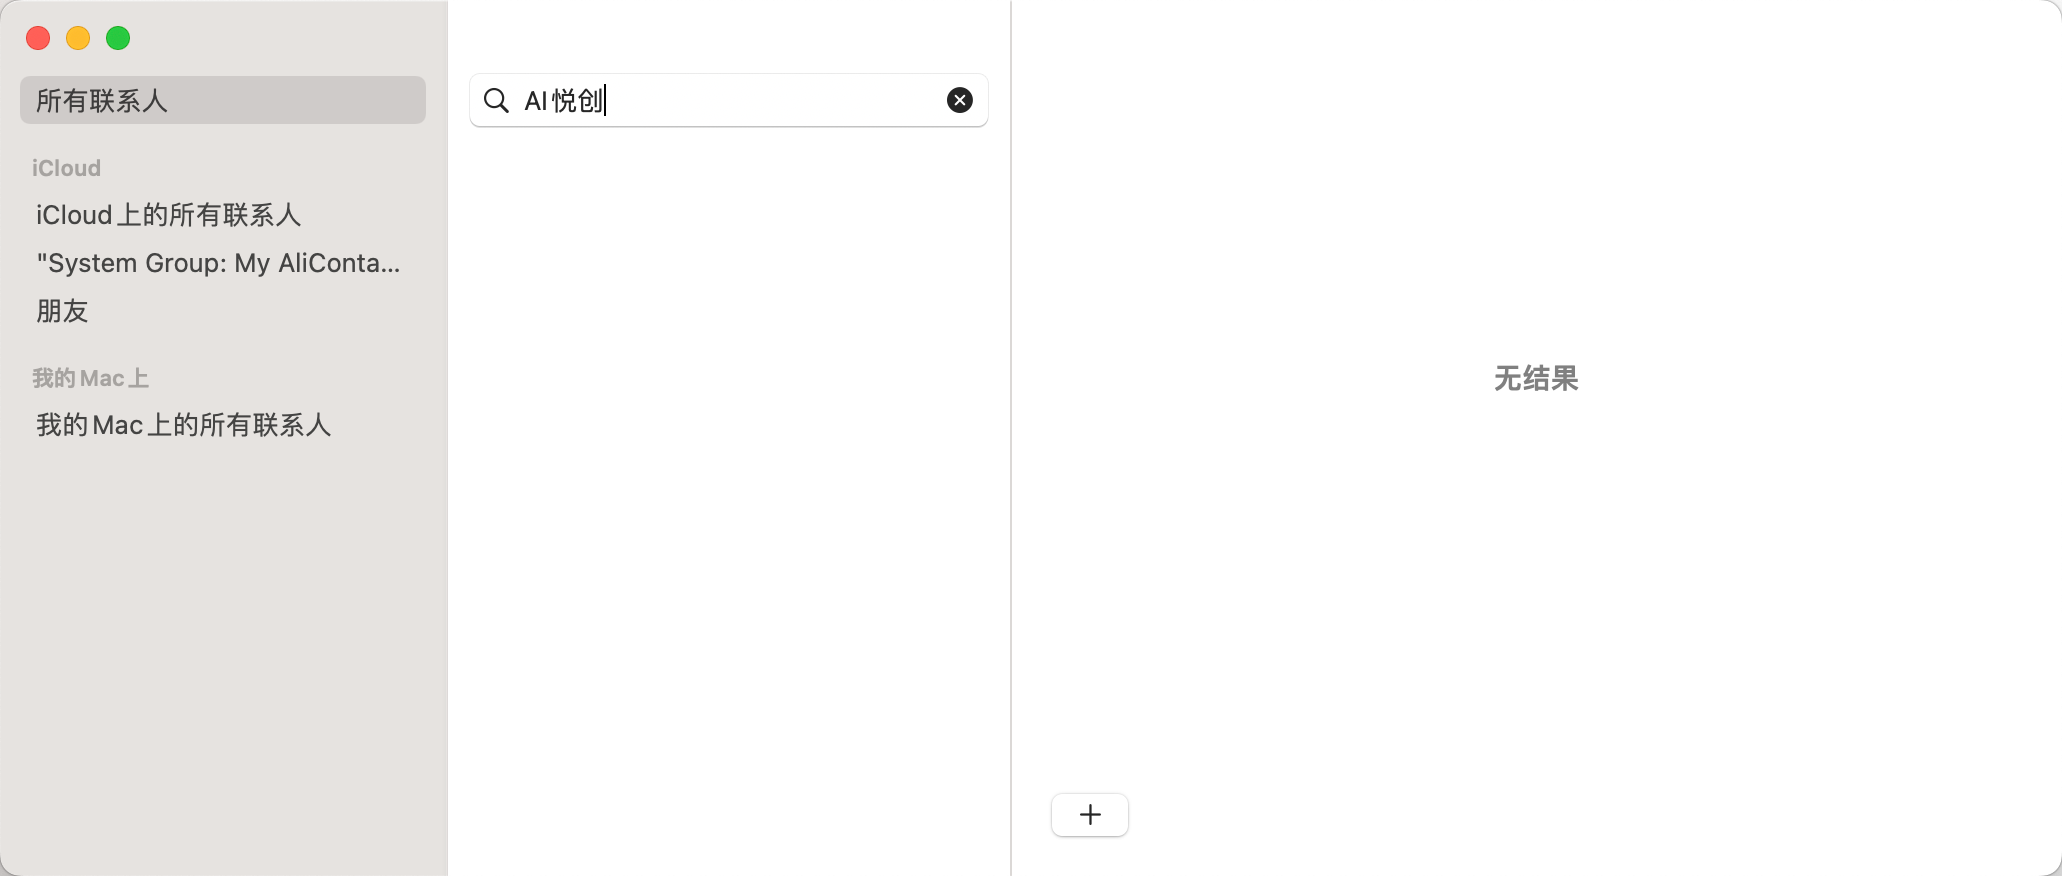 所有联系人
iCloud
iCloud上的所有联系人
"System Group: My AliConta...
朋友
我的Mac上
我的Mac上的所有联系人
AI悦创
无结果